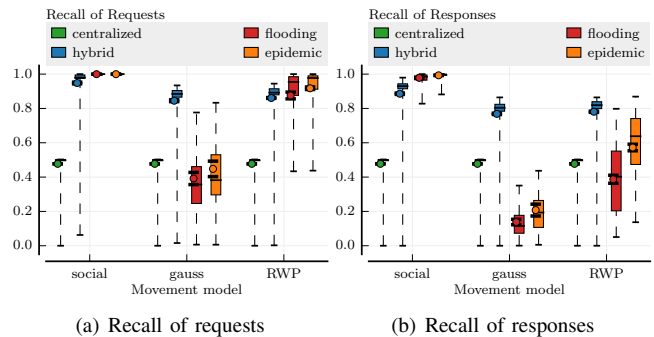 Recall of Requests
centralized
flooding
hybrid
epidemic
1.0
0.8
0.6
0.4
0.2
0.0
social
gauss
RWP
Movement model
(a) Recall of requests
Recall of Responses
centralized
flooding
hybrid
epidemic
1.0
0.8
0.6
0.4
0.2
0.0
social
gauss
RWP
Movement model
(b) Recall of responses